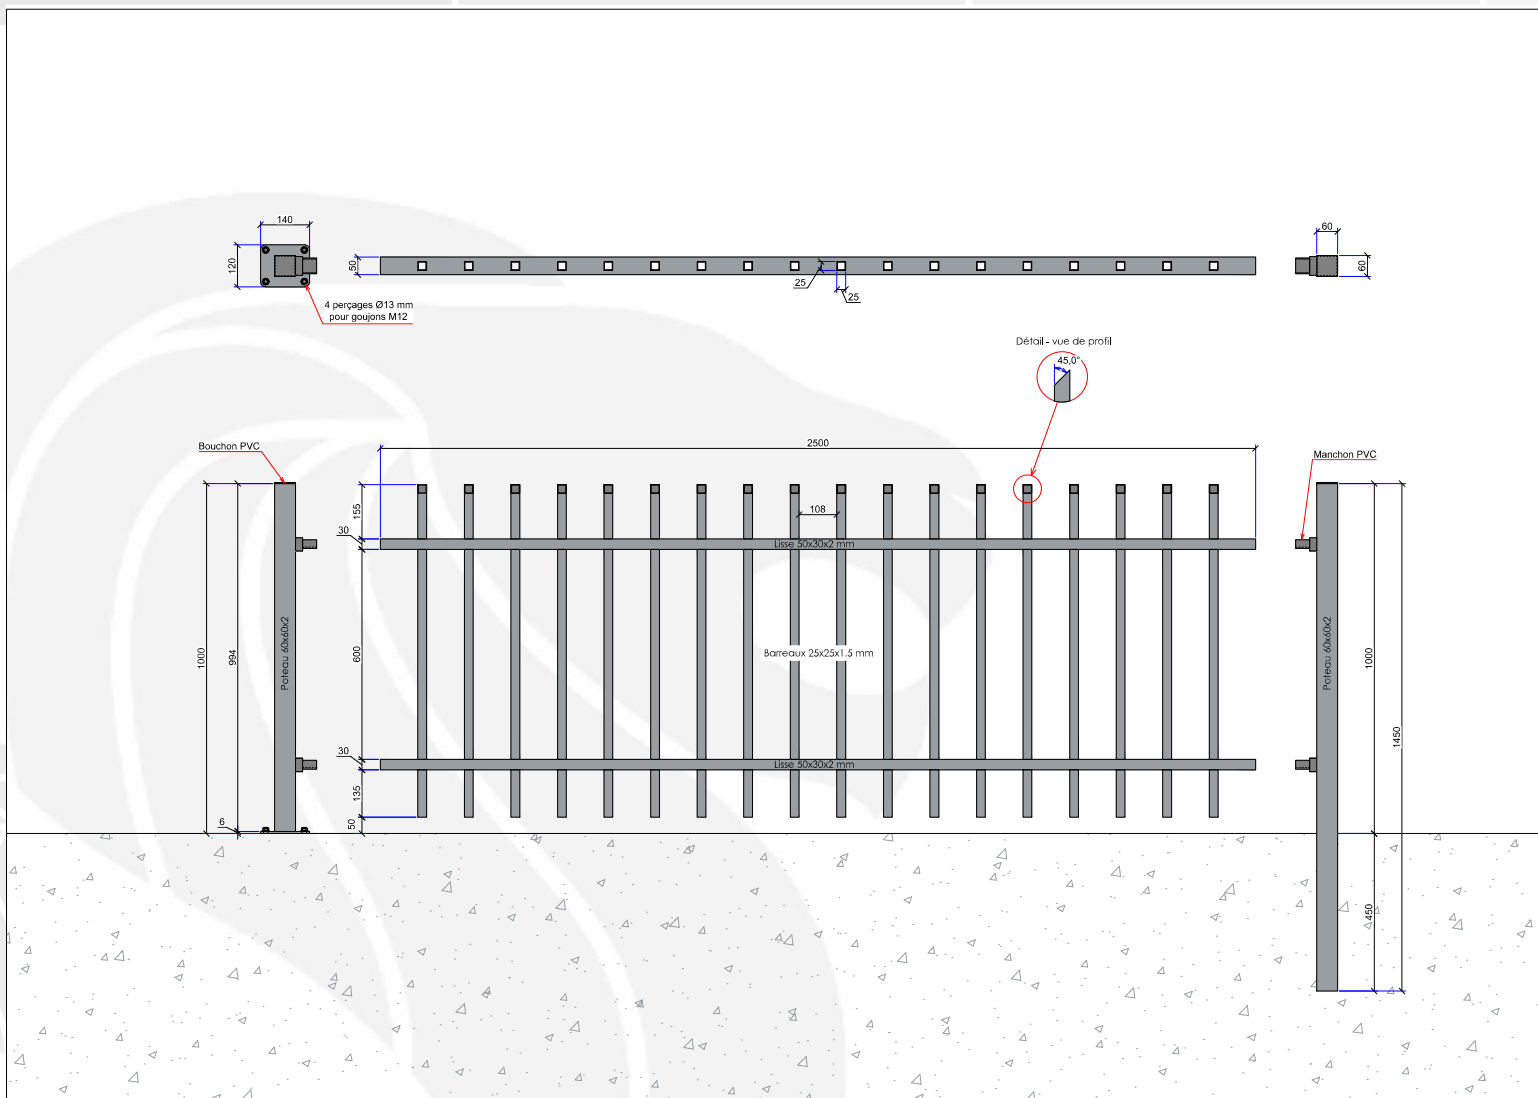 140
120
4 perçages Ø13 mm
pour goujons M12
50
25
25
60
60
Détail - vue de profil
45,0°
Bouchon PVC
2500
Manchon PVC
155
30
108
Lisse 50x30x2 mm
1000
994
Poteau 60x60x2
600
Barreaux 25x25x1.5 mm
Poteau 60x60x2
1000
1450
30
Lisse 50x30x2 mm
135
50
6
450